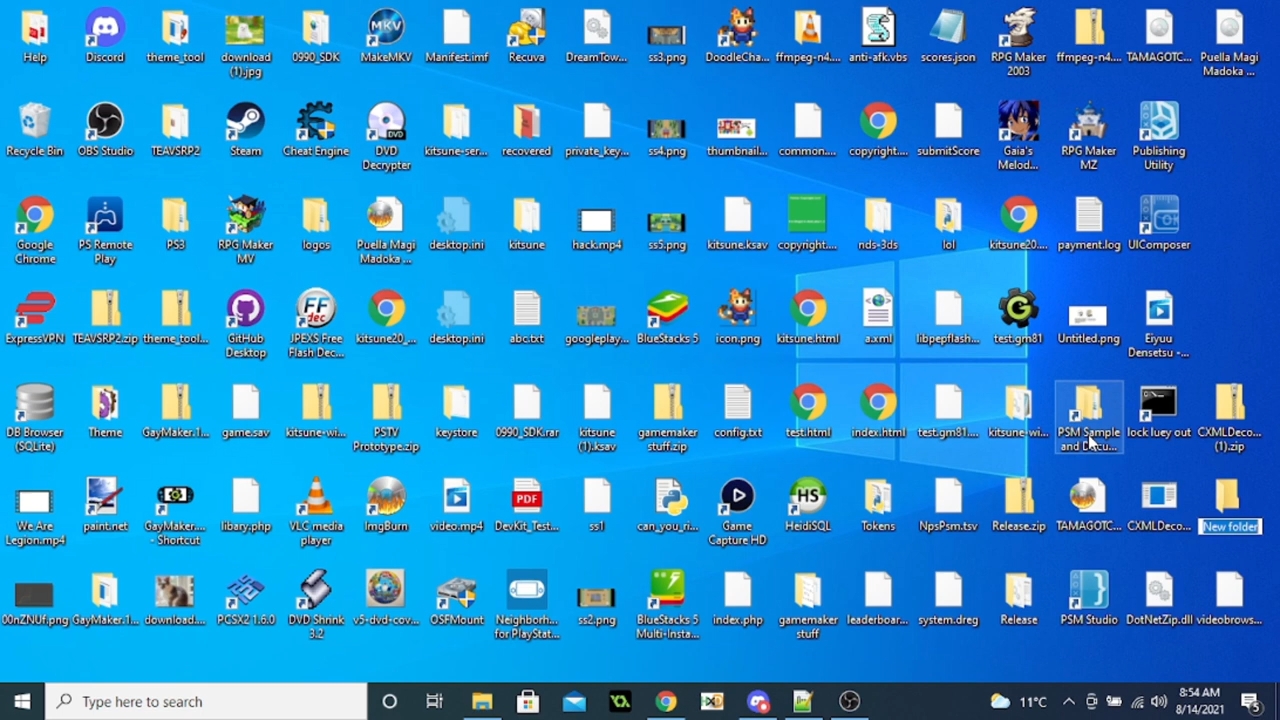 Help
Discord
theme_tool
download
(1).jpg
0990_SDK
MakeMKV
Manifest.imf
Recuva
DreamTow...
ss3.png
DoodleCha...
ffmpeg-n4....
anti-afk.vbs
scores.json
RPG Maker
2003
ffmpeg-n4....
TAMAGOTC...
Puella Magi
Madoka ...
Recycle Bin
OBS Studio
TEAVSRP2
Steam
Cheat Engine
DVD
Decrypter
kitsune-ser...
recovered
private_key...
ss4.png
thumbnail...
common....
copyright....
submitScore
Gaia's
Melod...
RPG Maker
MZ
Publishing
Utility
Google
Chrome
PS Remote
Play
PS3
RPG Maker
MV
logos
Puella Magi
Madoka ...
desktop.ini
kitsune
hack.mp4
ss5.png
kitsune.ksav
copyright....
nds-3ds
lol
kitsune20....
payment.log
UIComposer
ExpressVPN
TEAVSRP2.zip
theme_tool...
GitHub
Desktop
JPEXS Free
Flash Dec...
kitsune20_...
desktop.ini
abc.txt
googleplay...
BlueStacks 5
icon.png
kitsune.html
a.xml
libpepflash...
test.gm81
Untitled.png
Eiyuu
Densetsu -...
DB Browser
(SQLite)
Theme
GayMaker.1...
game.sav
kitsune-wi...
PSTV
Prototype.zip
keystore
0990_SDK.rar
kitsune
(1).ksav
gamemaker
stuff.zip
config.txt
test.html
index.html
test.gm81....
kitsune-wi...
PSM Sample
and Docu...
lock luey out
CXMLDeco...
(1).zip
We Are
Legion.mp4
paint.net
GayMaker....
- Shortcut
libary.php
VLC media
player
ImgBurn
video.mp4
DevKit_Test...
ss1
can_you_ri...
Game
Capture HD
HeidiSQL
Tokens
NpsPsm.tsv
Release.zip
TAMAGOTC...
CXMLDeco...
New folder
00nZNUf.png
GayMaker.1...
download....
PCSX2 1.6.0
DVD Shrink
3.2
v5-dvd-cov...
OSFMount
Neighborh...
for PlayStat...
ss2.png
BlueStacks 5
Multi-Insta...
index.php
gamemaker
stuff
leaderboar...
system.dreg
Release
PSM Studio
DotNetZip.dll
videobrows...
Type here to search
11°C
8:54 AM
8/14/2021
5